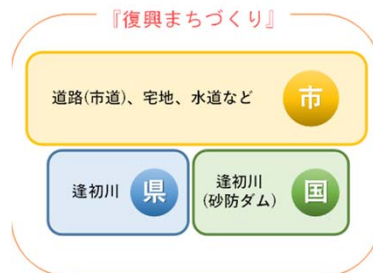 『復興まちづくり』
道路(市道)、宅地、水道など
市
逢初川
県
逢初川
(砂防ダム)
国